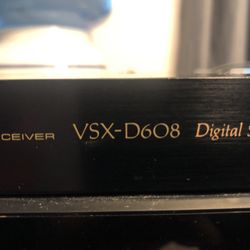 CEIVER VSX-D608 Digital S